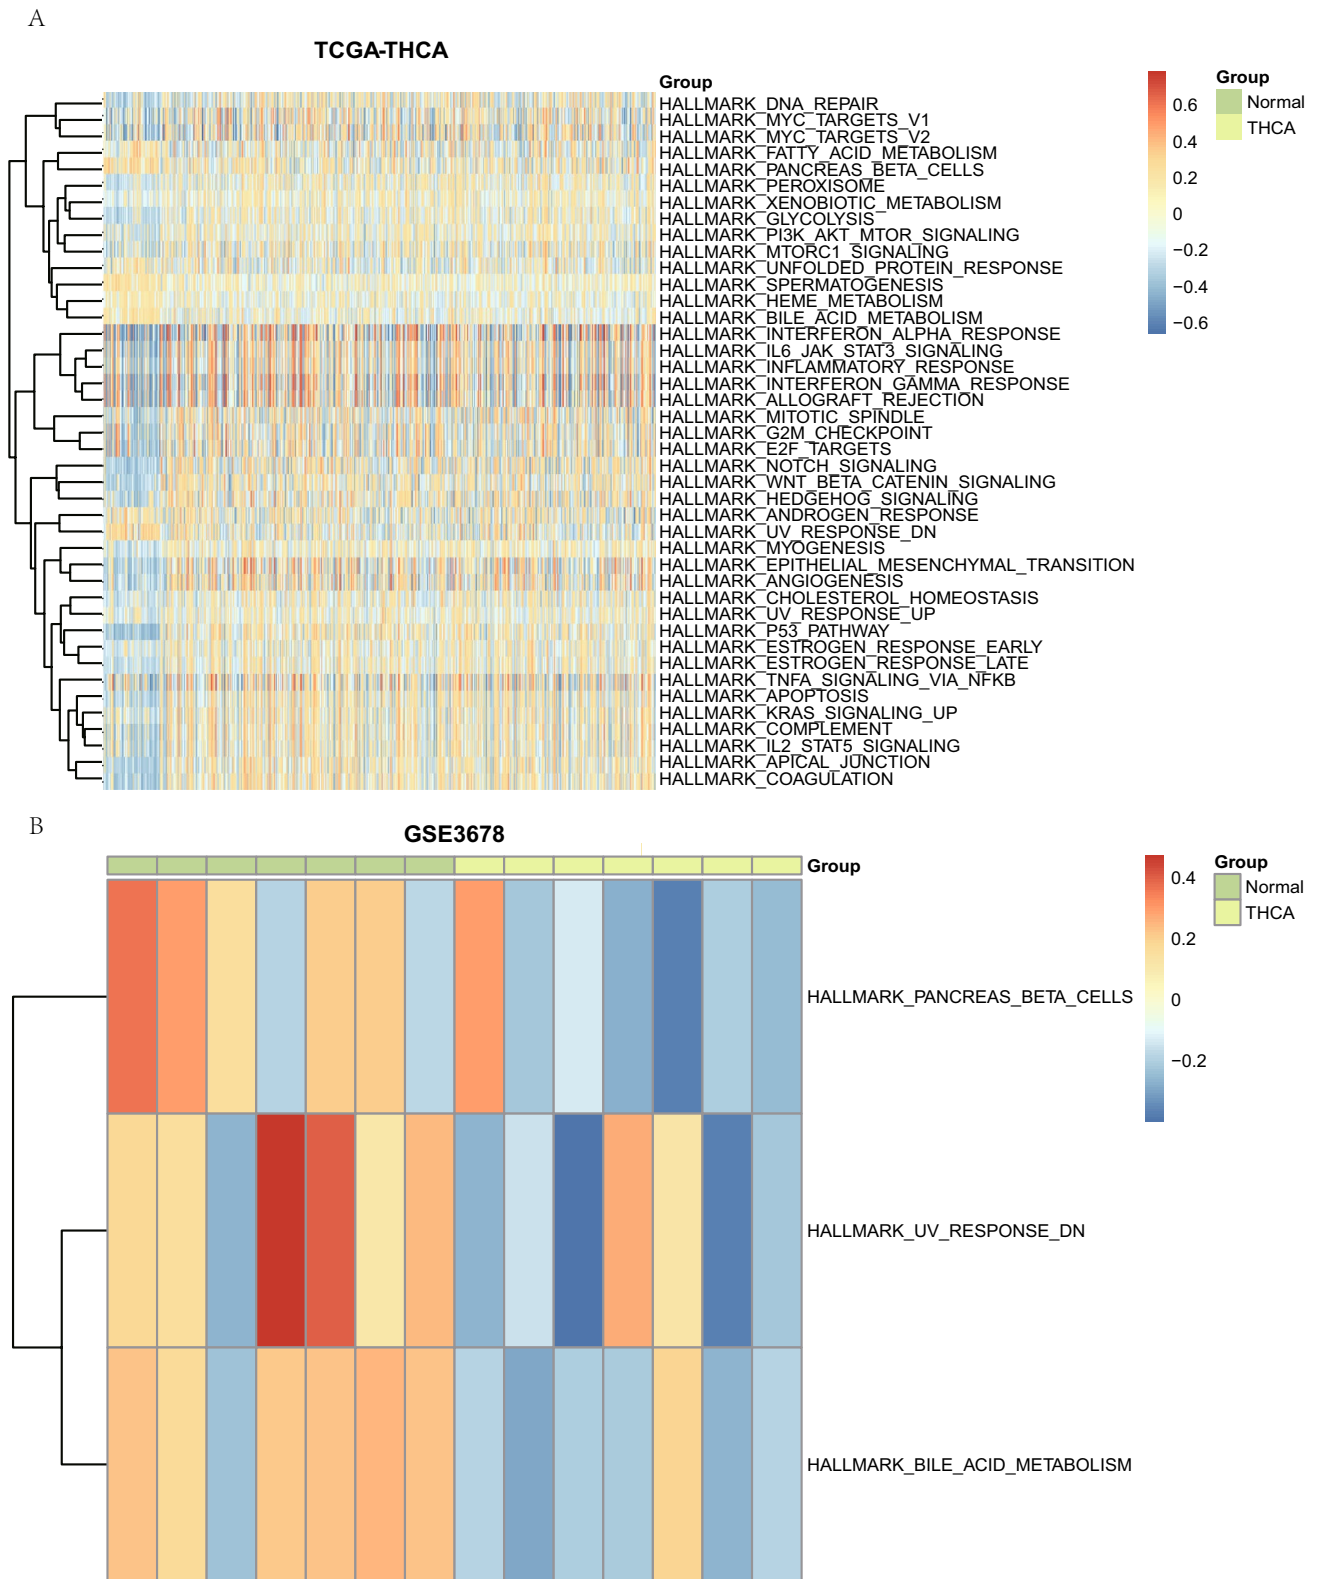 A
TCGA-THCA
Group
HALLMARK_DNA_REPAIR
HALLMARK_MYC_TARGETS_V1
HALLMARK_MYC_TARGETS_V2
HALLMARK_FATTY_ACID_METABOLISM
HALLMARK_PANCREAS_BETA_CELLS
HALLMARK_PEROXISOME
HALLMARK_XENOBIOTIC_METABOLISM
HALLMARK_GLYCOLYSIS
HALLMARK_PI3K_AKT_MTOR_SIGNALING
HALLMARK_MTORC1_SIGNALING
HALLMARK_UNFOLDED_PROTEIN_RESPONSE
HALLMARK_SPERMATOGENESIS
HALLMARK_HEME_METABOLISM
HALLMARK_BILE_ACID_METABOLISM
HALLMARK_INTERFERON_ALPHA_RESPONSE
HALLMARK_IL6_JAK_STAT3_SIGNALING
HALLMARK_INFLAMMATORY_RESPONSE
HALLMARK_INTERFERON_GAMMA_RESPONSE
HALLMARK_ALLOGRAFT_REJECTION
HALLMARK_MITOTIC_SPINDLE
HALLMARK_G2M_CHECKPOINT
HALLMARK_E2F_TARGETS
HALLMARK_NOTCH_SIGNALING
HALLMARK_WNT_BETA_CATENIN_SIGNALING
HALLMARK_HEDGEHOG_SIGNALING
HALLMARK_ANDROGEN_RESPONSE
HALLMARK_UV_RESPONSE_DN
HALLMARK_MYOGENESIS
HALLMARK_EPITHELIAL_MESENCHYMAL_TRANSITION
HALLMARK_ANGIOGENESIS
HALLMARK_CHOLESTEROL_HOMEOSTASIS
HALLMARK_UV_RESPONSE_UP
HALLMARK_P53_PATHWAY
HALLMARK_ESTROGEN_RESPONSE_EARLY
HALLMARK_ESTROGEN_RESPONSE_LATE
HALLMARK_TNFA_SIGNALING_VIA_NFKB
HALLMARK_APOPTOSIS
HALLMARK_KRAS_SIGNALING_UP
HALLMARK_COMPLEMENT
HALLMARK_IL2_STAT5_SIGNALING
HALLMARK_APICAL_JUNCTION
HALLMARK_COAGULATION
0.6
0.4
0.2
0
−0.2
−0.4
−0.6
Group
Normal
THCA
B
GSE3678
Group
HALLMARK_PANCREAS_BETA_CELLS
HALLMARK_UV_RESPONSE_DN
HALLMARK_BILE_ACID_METABOLISM
0.4
0.2
0
−0.2
Group
Normal
THCA